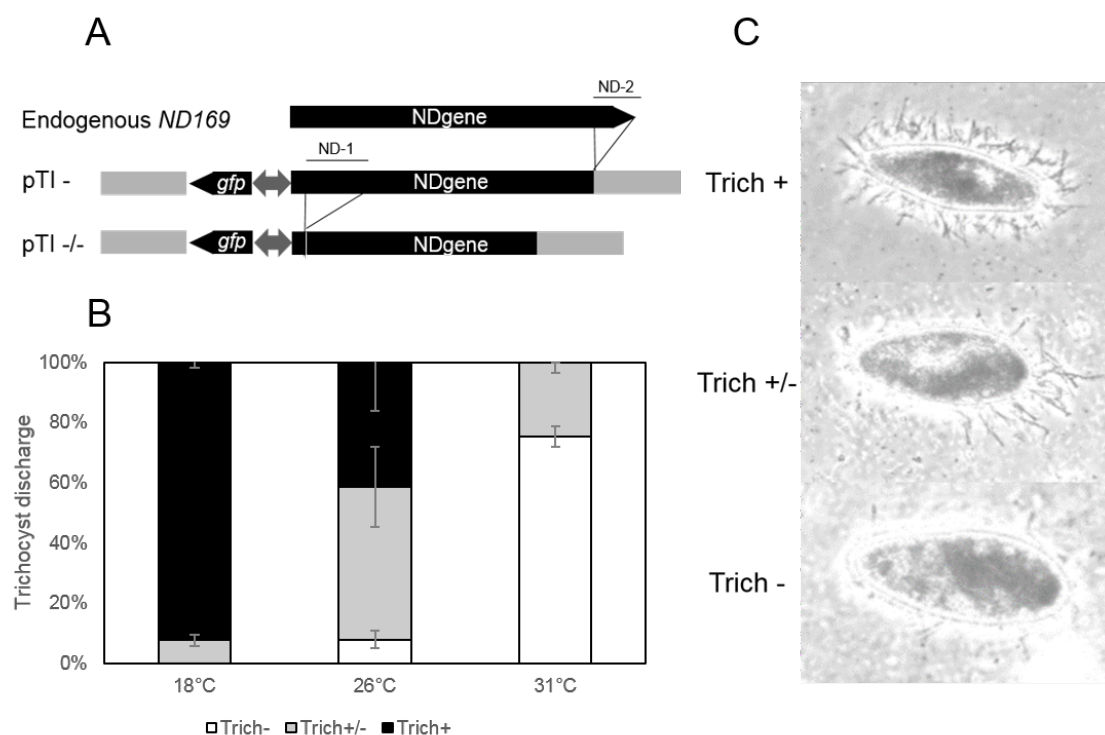 A
C
ND-2
Endogenous ND169
NDgene
ND-1
pTI -
gfp
NDgene
pTI -/-
gfp
NDgene
Trich +
B
100%
80%
60%
40%
20%
0%
Trichocyst discharge
18°C
26°C
31°C
Trich-
Trich+/-
Trich+
Trich +/-
Trich -